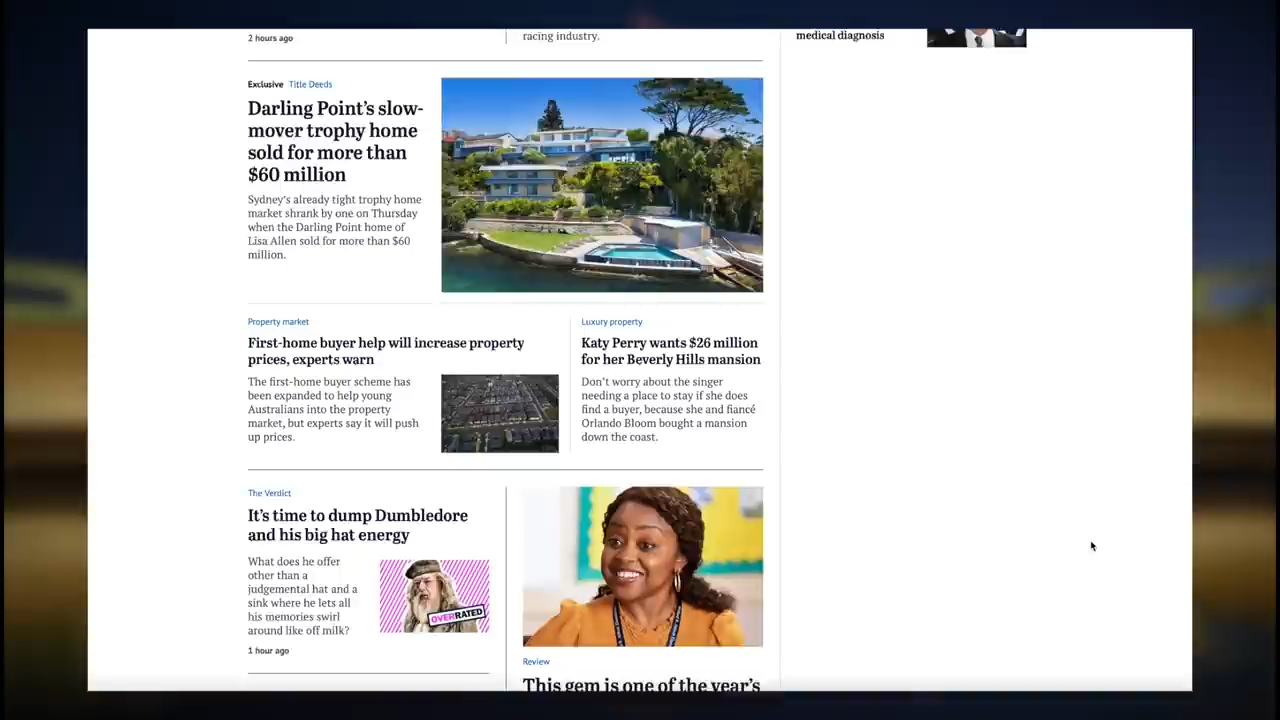 2 hours ago
racing industry.
medical diagnosis
Exclusive Title Deeds
Darling Point's slow-
mover trophy home
sold for more than
$60 million
Sydney's already tight trophy home
market shrank by one on Thursday
when the Darling Point home of
Lisa Allen sold for more than $60
million.
Property market
First-home buyer help will increase property
prices, experts warn
The first-home buyer scheme has
been expanded to help young
Australians into the property
market, but experts say it will push
up prices.
Luxury property
Katy Perry wants $26 million
for her Beverly Hills mansion
Don't worry about the singer
needing a place to stay if she does
find a buyer, because she and fiancé
Orlando Bloom bought a mansion
down the coast.
The Verdict
It's time to dump Dumbledore
and his big hat energy
What does he offer
other than a
judgemental hat and a
sink where he lets all
his memories swirl
around like off milk?
OVERRATED
1 hour ago
Review
This gem is one of the year's